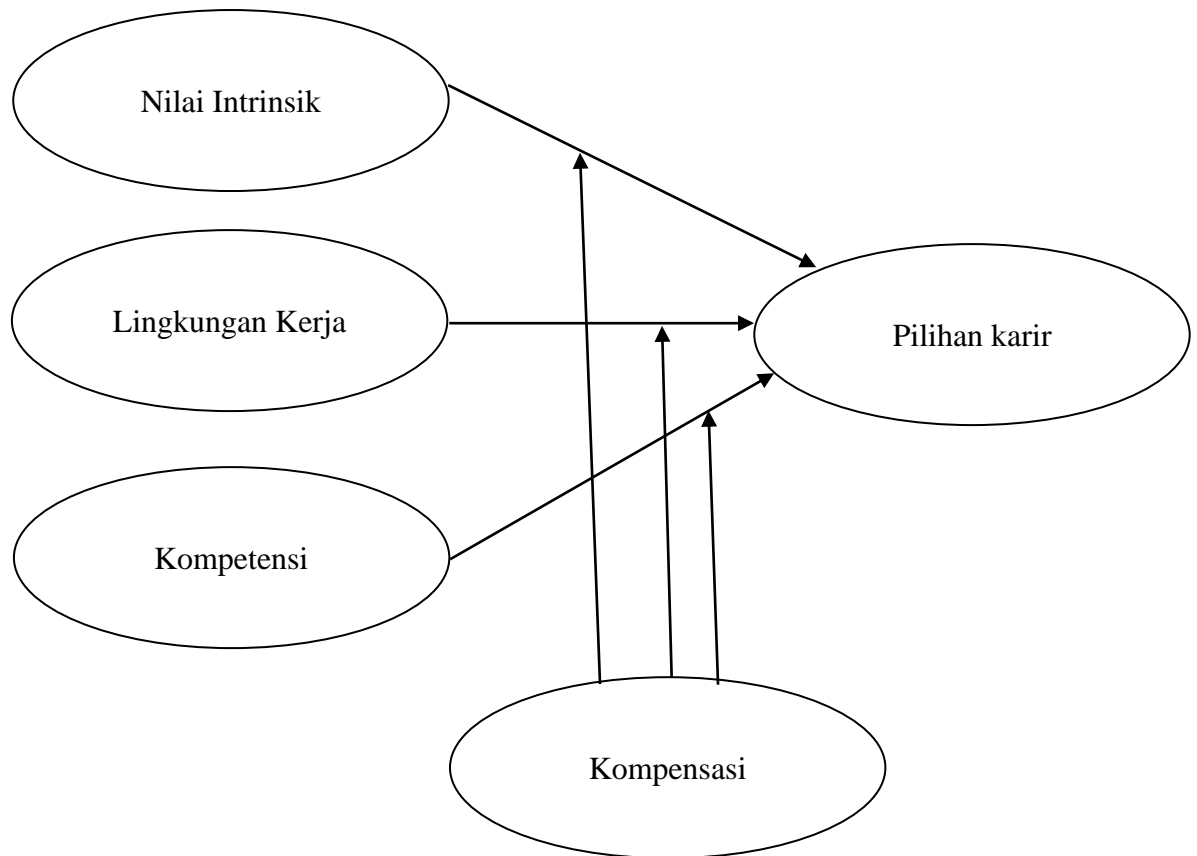 Nilai Intrinsik
Lingkungan Kerja
Pilihan karir
Kompetensi
Kompensasi